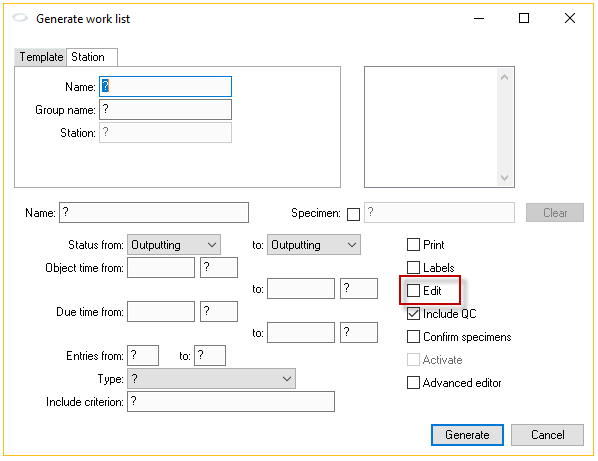 Generate work list
Template Station
Name: ?
Group name: ?
Station: ?
Name: ? Specimen: ? Clear
Status from: Outputting to: Outputting Print
Object time from: ? Labels
to: ? Edit
Due time from: ? Include QC
to: ? Confirm specimens
Entries from: ? to: ? Activate
Type: ? Advanced editor
Include criterion: ?
Generate Cancel